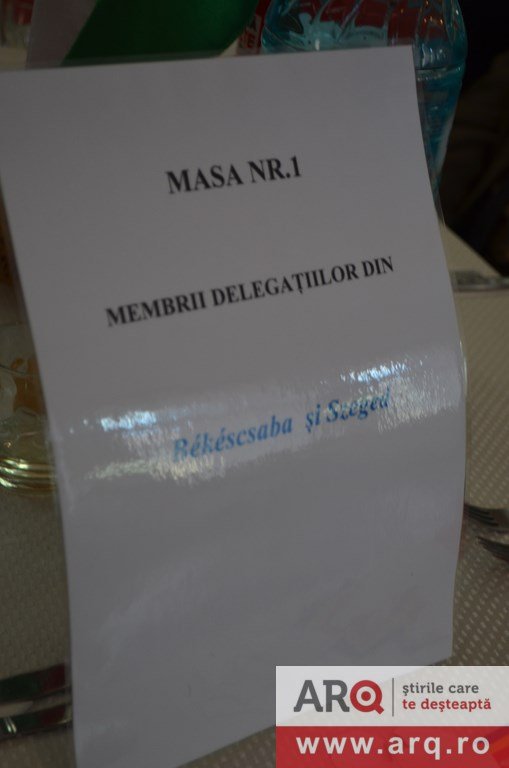 MASA NR.1
MEMBRII DELEGAȚIILOR DIN
Békéscsaba și Szeged
ARQ
știrile care
te deșteaptă
www.arq.ro